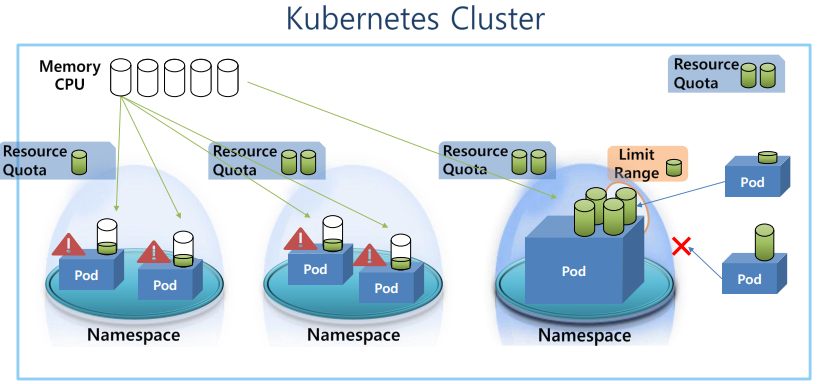 Kubernetes Cluster
Memory
CPU
Resource
Quota
Resource
Quota
Resource
Quota
Resource
Quota
Limit
Range
Pod
Pod
Pod
Pod
Pod
Pod
Pod
Namespace
Namespace
Namespace